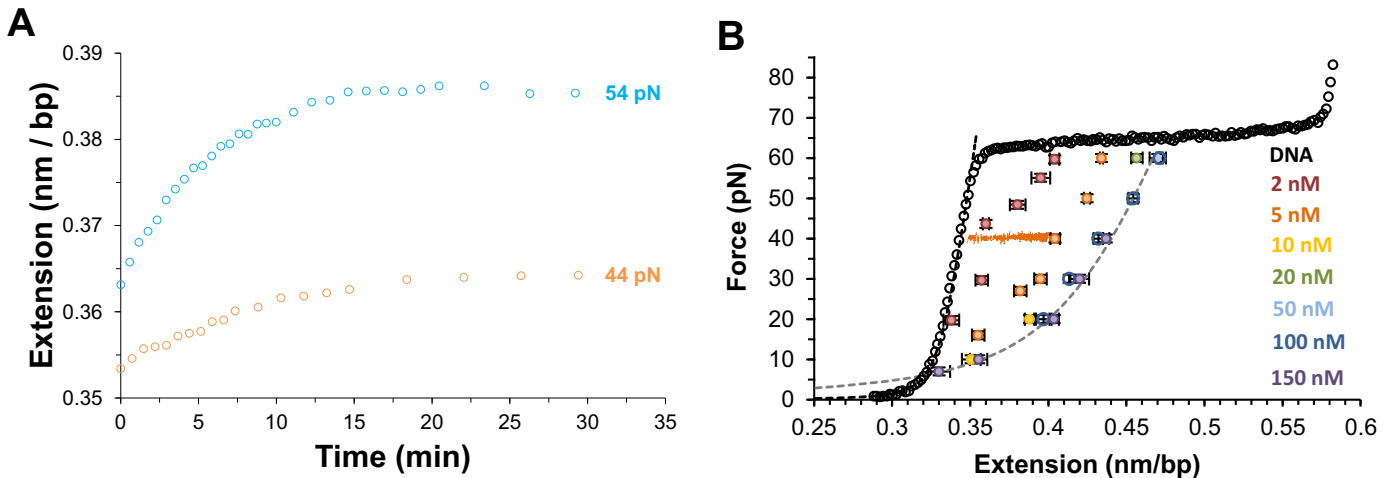 A
0.39
0.38
0.37
0.36
0.35
Extension (nm / bp)
54 pN
44 pN
0
5
10
15
20
25
30
35
Time (min)
B
80
70
60
50
40
30
20
10
0
Force (pN)
DNA
2 nM
5 nM
10 nM
20 nM
50 nM
100 nM
150 nM
0.25
0.3
0.35
0.4
0.45
0.5
0.55
0.6
Extension (nm/bp)